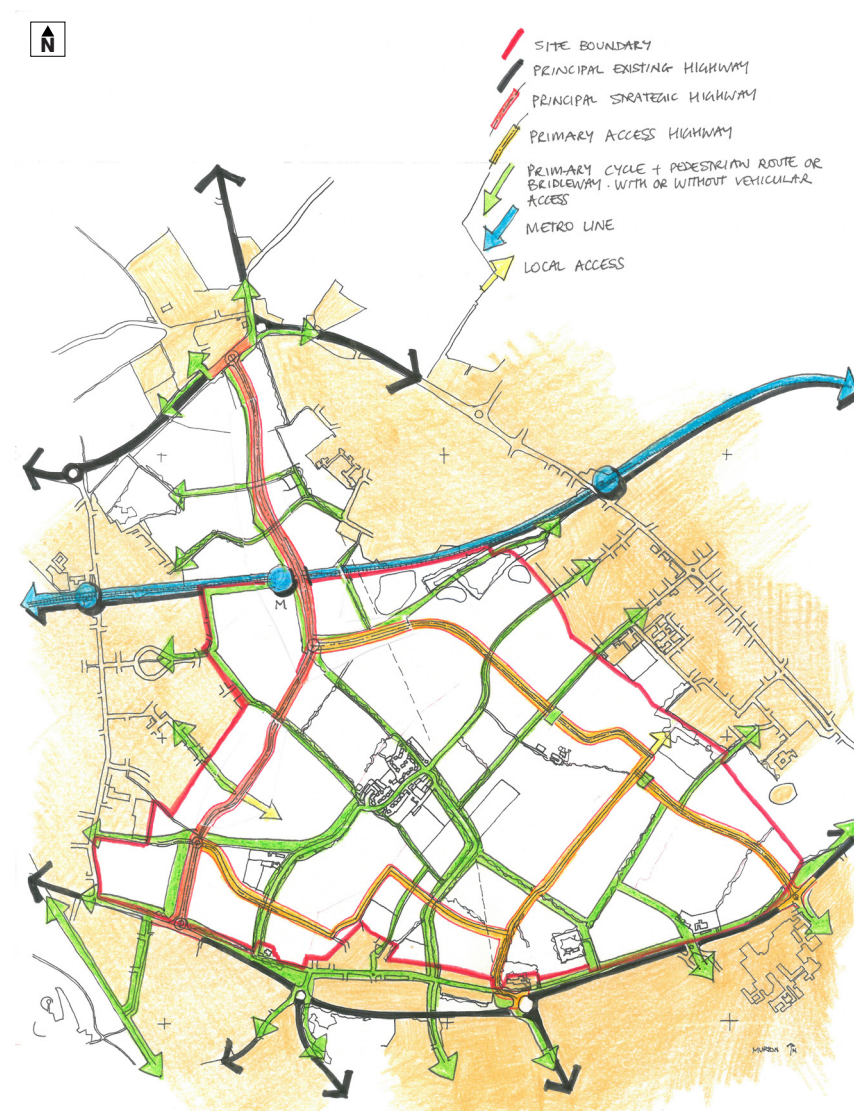 N
SITE BOUNDARY
PRINCIPAL EXISTING HIGHWAY
PRINCIPAL STRATEGIC HIGHWAY
PRIMARY ACCESS HIGHWAY
PRIMARY CYCLE + PEDESTRIAN ROUTE OR
BRIDLEWAY. WITH OR WITHOUT VEHICULAR
ACCESS
METRO LINE
LOCAL ACCESS
M
MURTON N